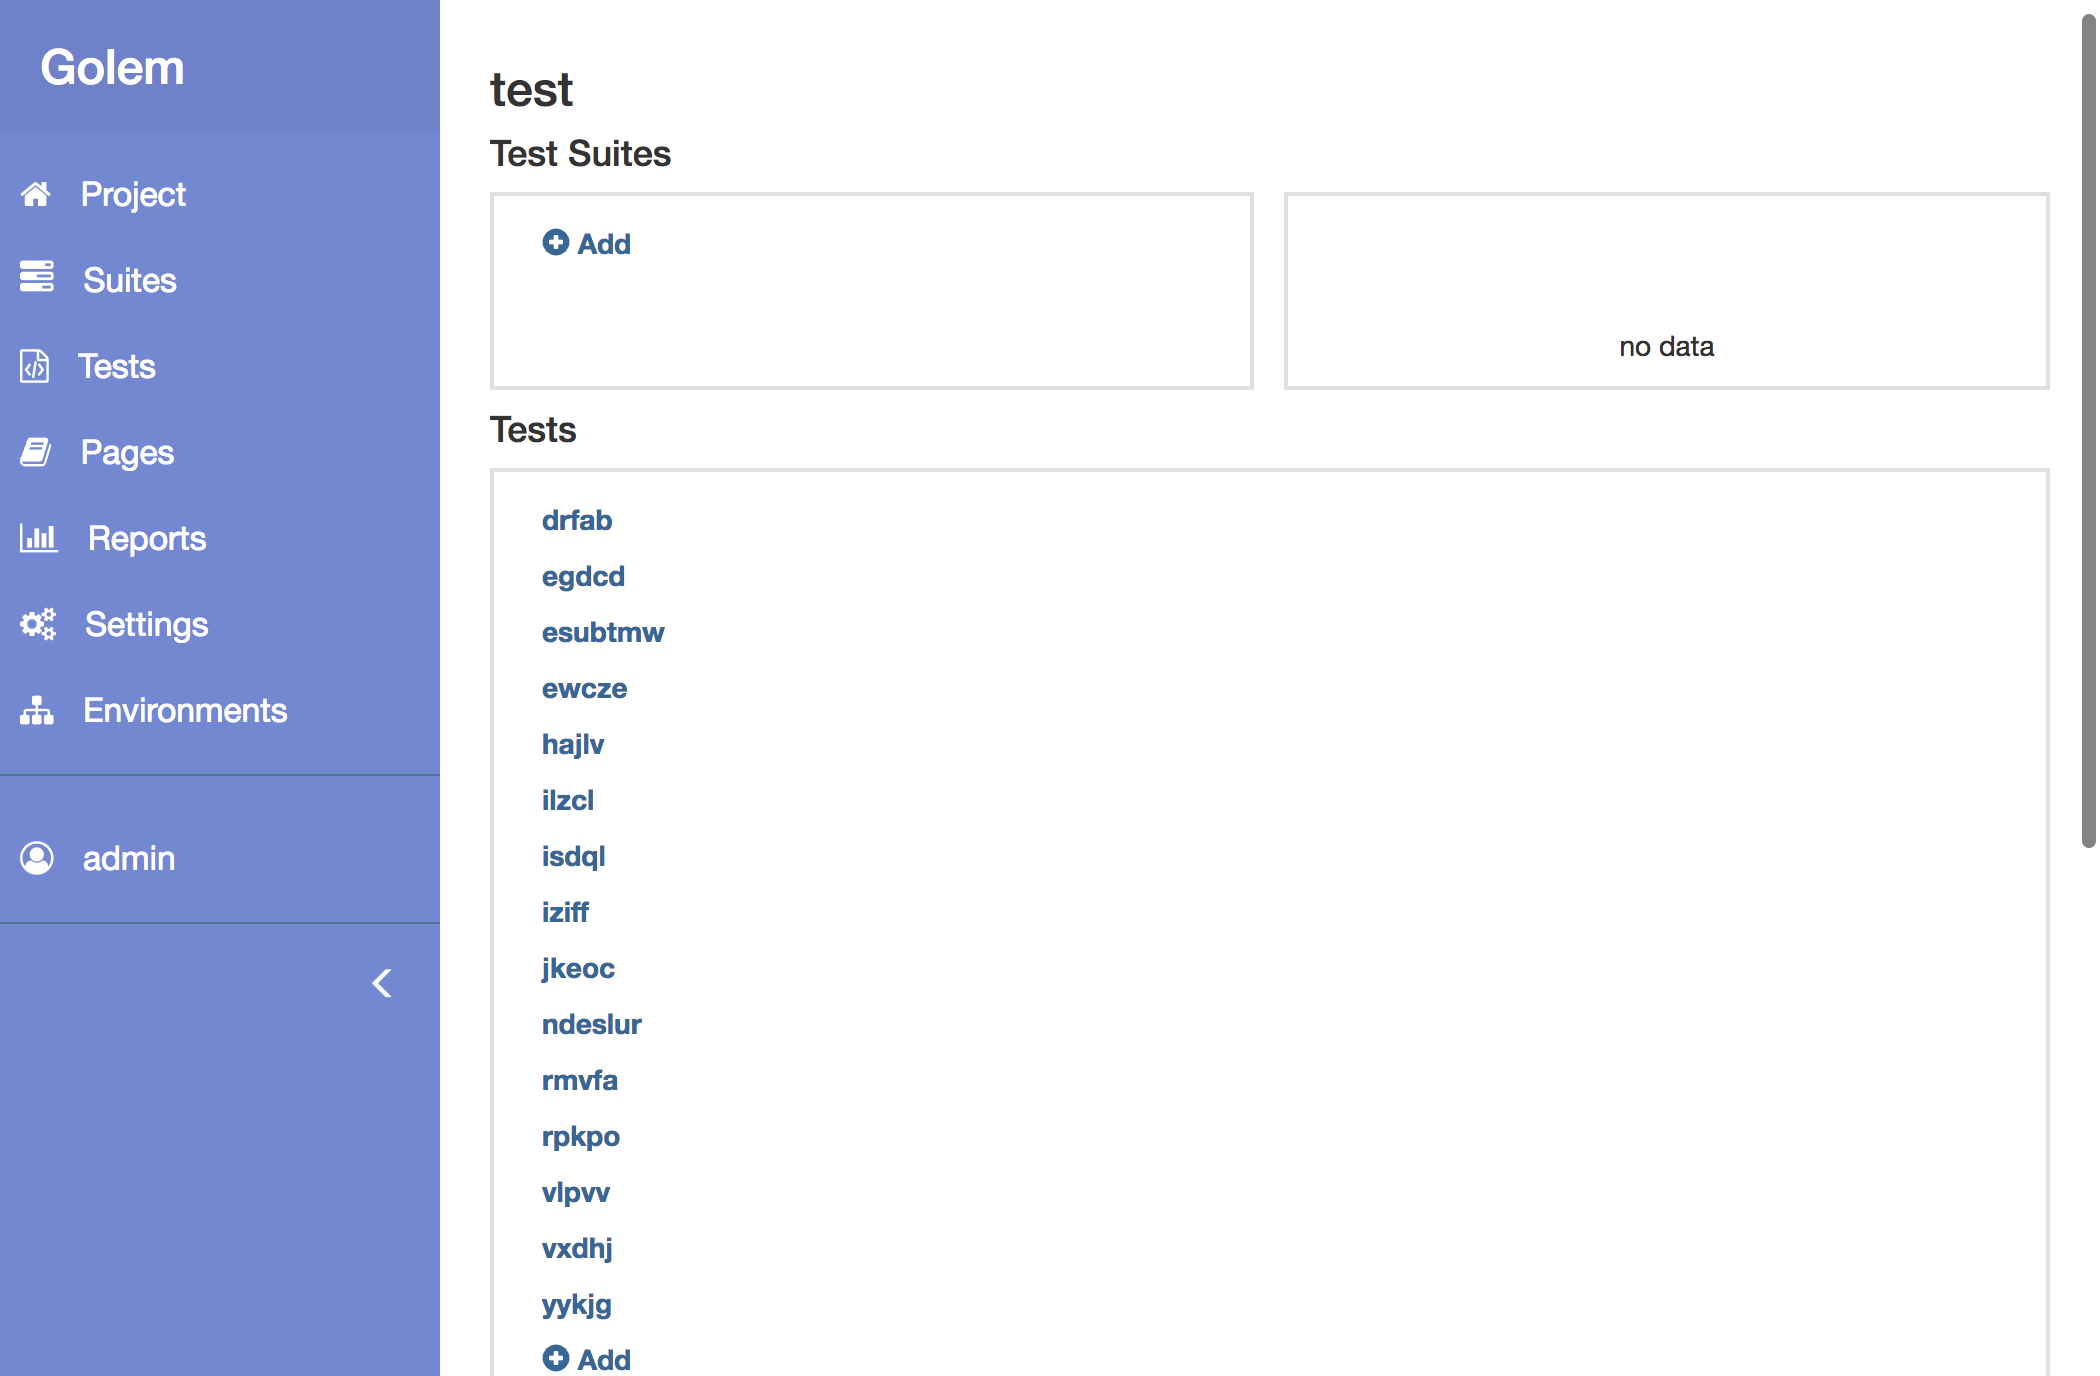 Golem
Project
Suites
Tests
Pages
Reports
Settings
Environments
admin
test
Test Suites
Add
no data
Tests
drfab
egdcd
esubtmw
ewcze
hajlv
ilzcl
isdql
iziff
jkeoc
ndeslur
rmvfa
rpkpo
vlpvv
vxdhj
yykjg
Add